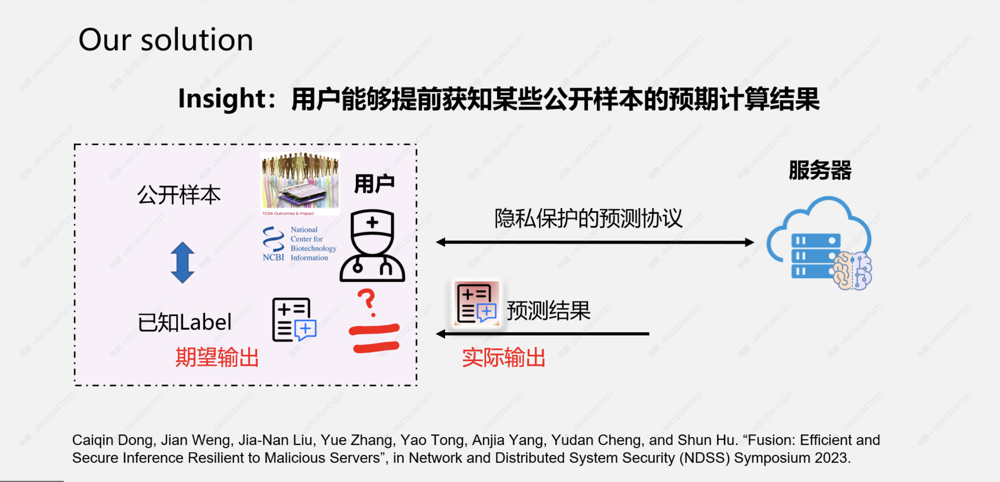 Our solution
Insight：用户能够提前获知某些公开样本的预期计算结果
公开样本
TCGA Outcomes & Impact
用户
服务器
隐私保护的预测协议
National
Center for
Biotechnology
Information
NCBI
已知Label
?
预测结果
期望输出
实际输出
Caiqin Dong, Jian Weng, Jia-Nan Liu, Yue Zhang, Yao Tong, Anjia Yang, Yudan Cheng, and Shun Hu. “Fusion: Efficient and
Secure Inference Resilient to Malicious Servers”, in Network and Distributed System Security (NDSS) Symposium 2023.
杨鹏 +8613229471221